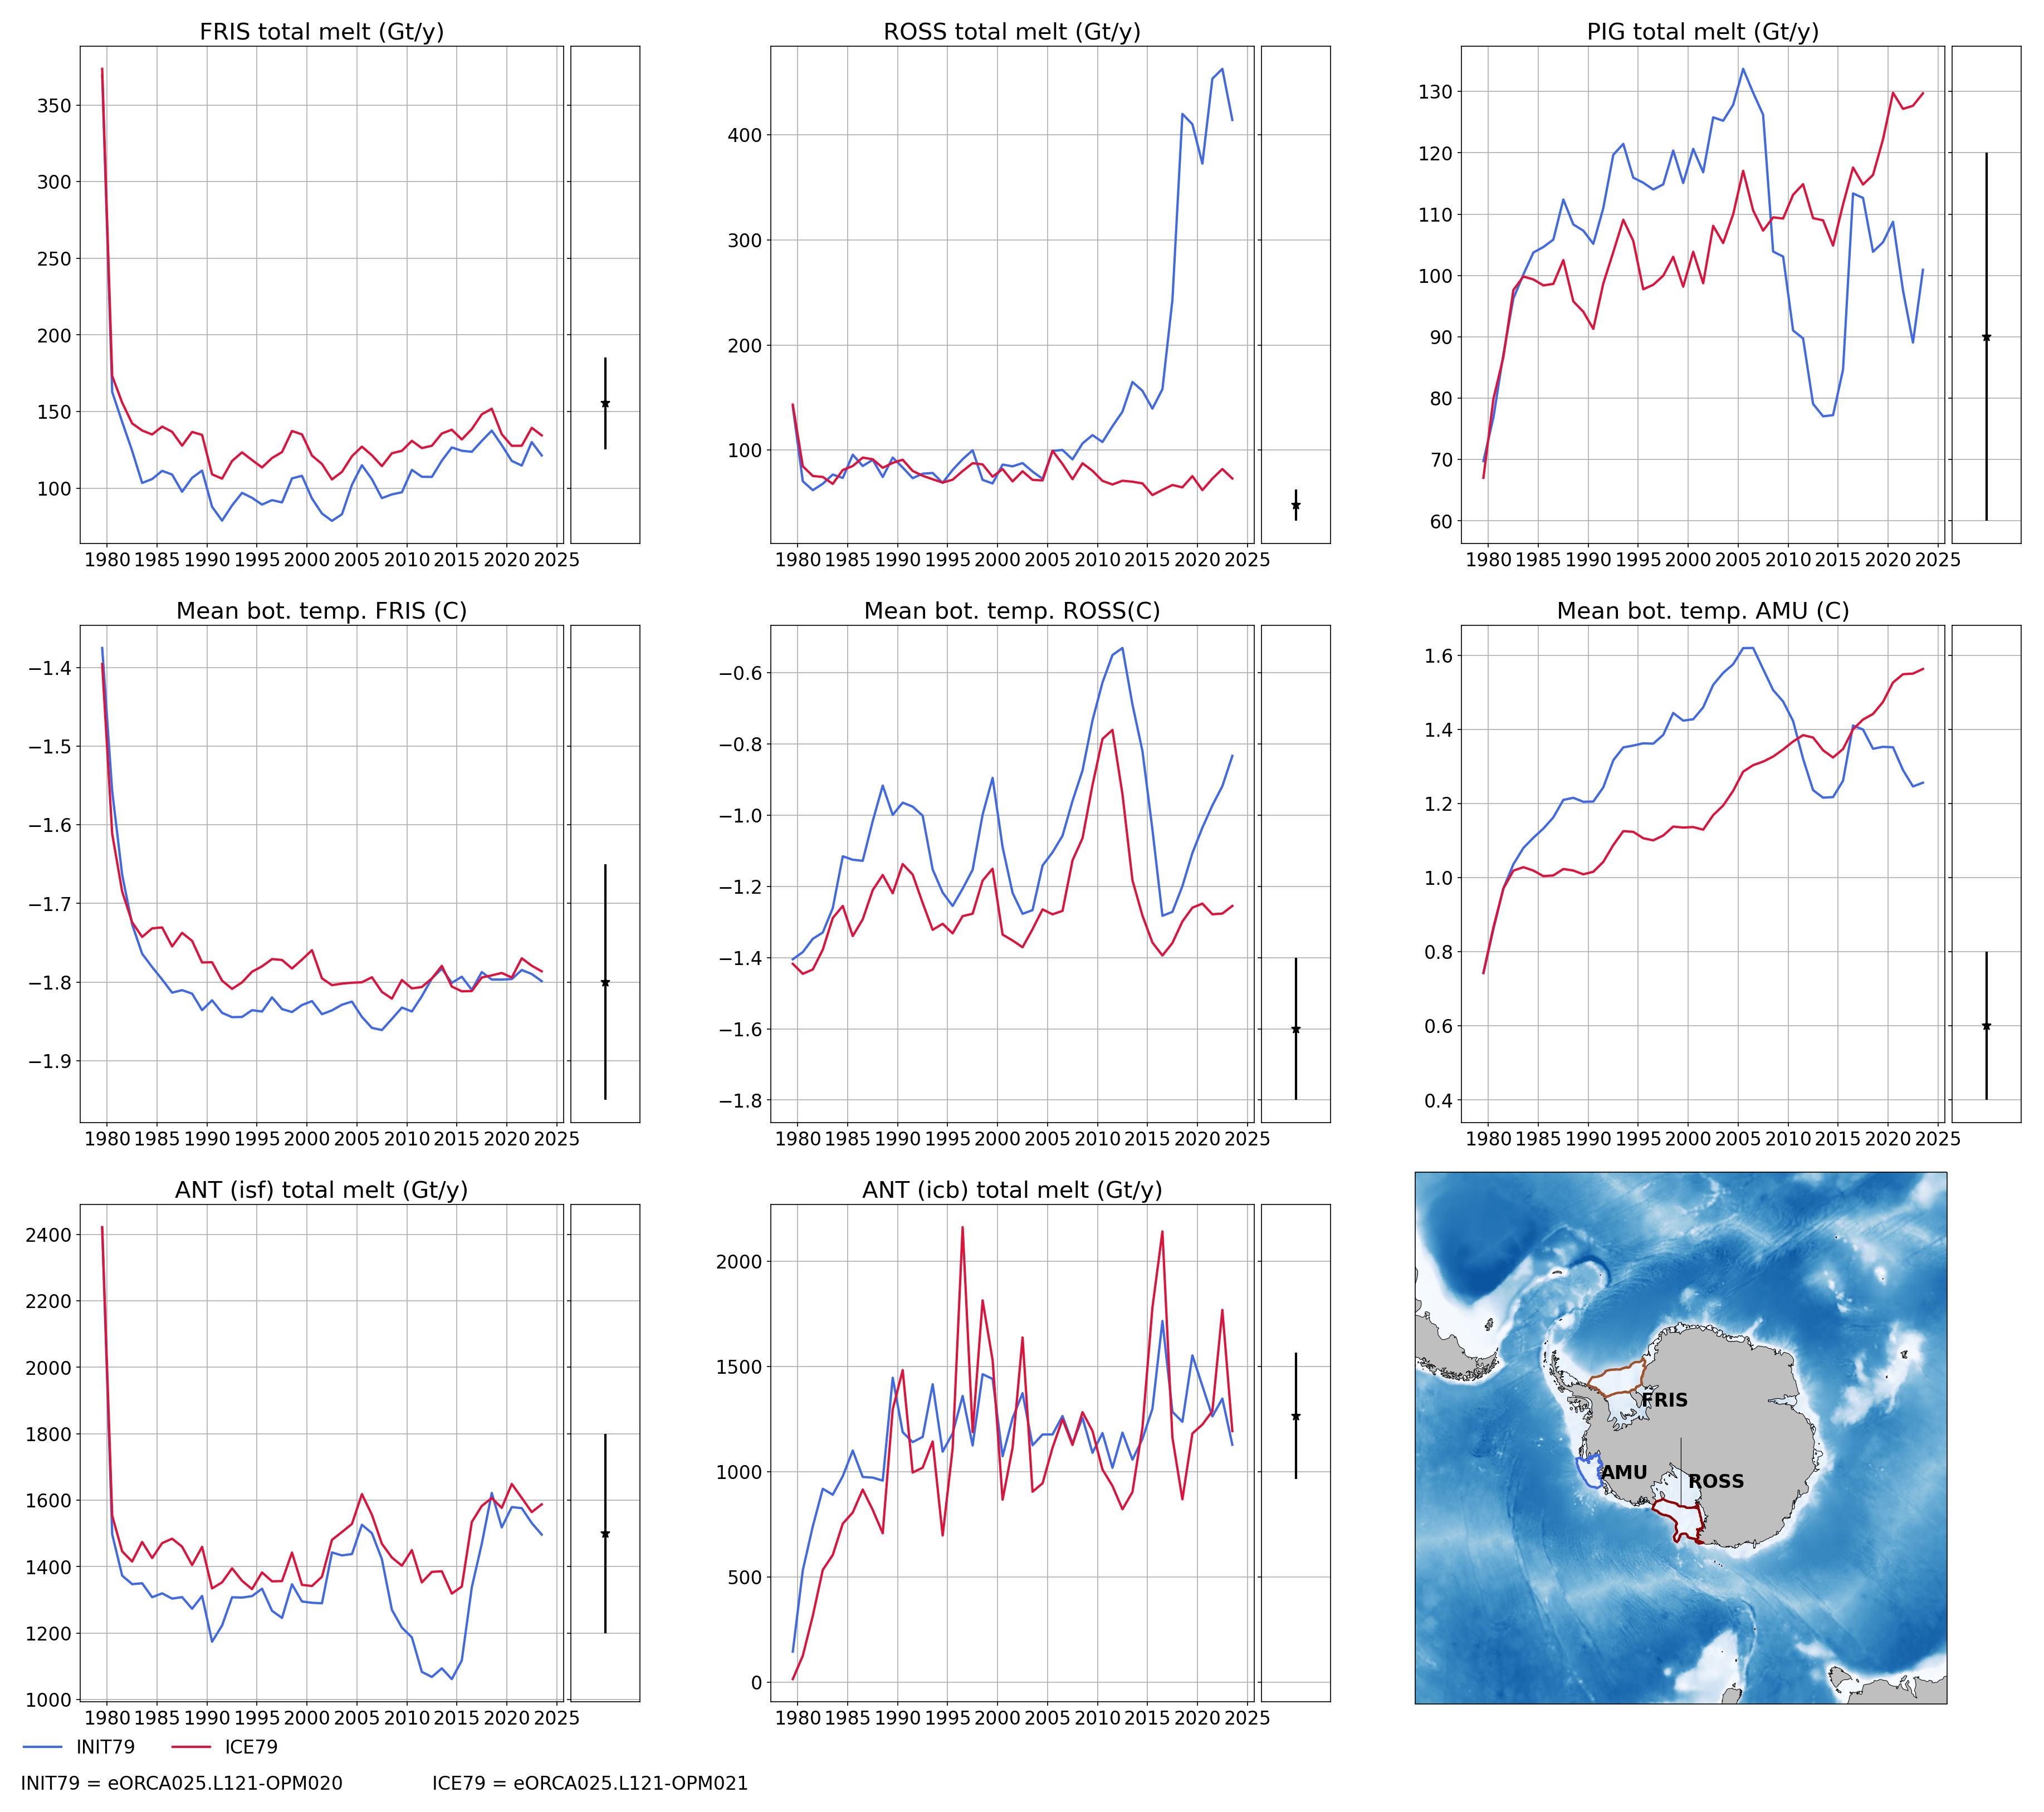 FRIS total melt (Gt/y)
ROSS total melt (Gt/y)
PIG total melt (Gt/y)
350
300
250
200
150
100
1980 1985 1990 1995 2000 2005 2010 2015 2020 2025
400
300
200
100
1980 1985 1990 1995 2000 2005 2010 2015 2020 2025
130
120
110
100
90
80
70
60
1980 1985 1990 1995 2000 2005 2010 2015 2020 2025
Mean bot. temp. FRIS (C)
Mean bot. temp. ROSS(C)
Mean bot. temp. AMU (C)
−1.4
−1.5
−1.6
−1.7
−1.8
−1.9
1980 1985 1990 1995 2000 2005 2010 2015 2020 2025
−0.6
−0.8
−1.0
−1.2
−1.4
−1.6
−1.8
1980 1985 1990 1995 2000 2005 2010 2015 2020 2025
1.6
1.4
1.2
1.0
0.8
0.6
0.4
1980 1985 1990 1995 2000 2005 2010 2015 2020 2025
ANT (isf) total melt (Gt/y)
ANT (icb) total melt (Gt/y)
2400
2200
2000
1800
1600
1400
1200
1000
1980 1985 1990 1995 2000 2005 2010 2015 2020 2025
2000
1500
1000
500
0
1980 1985 1990 1995 2000 2005 2010 2015 2020 2025
FRIS
AMU
ROSS
INIT79
ICE79
INIT79 = eORCA025.L121-OPM020
ICE79 = eORCA025.L121-OPM021